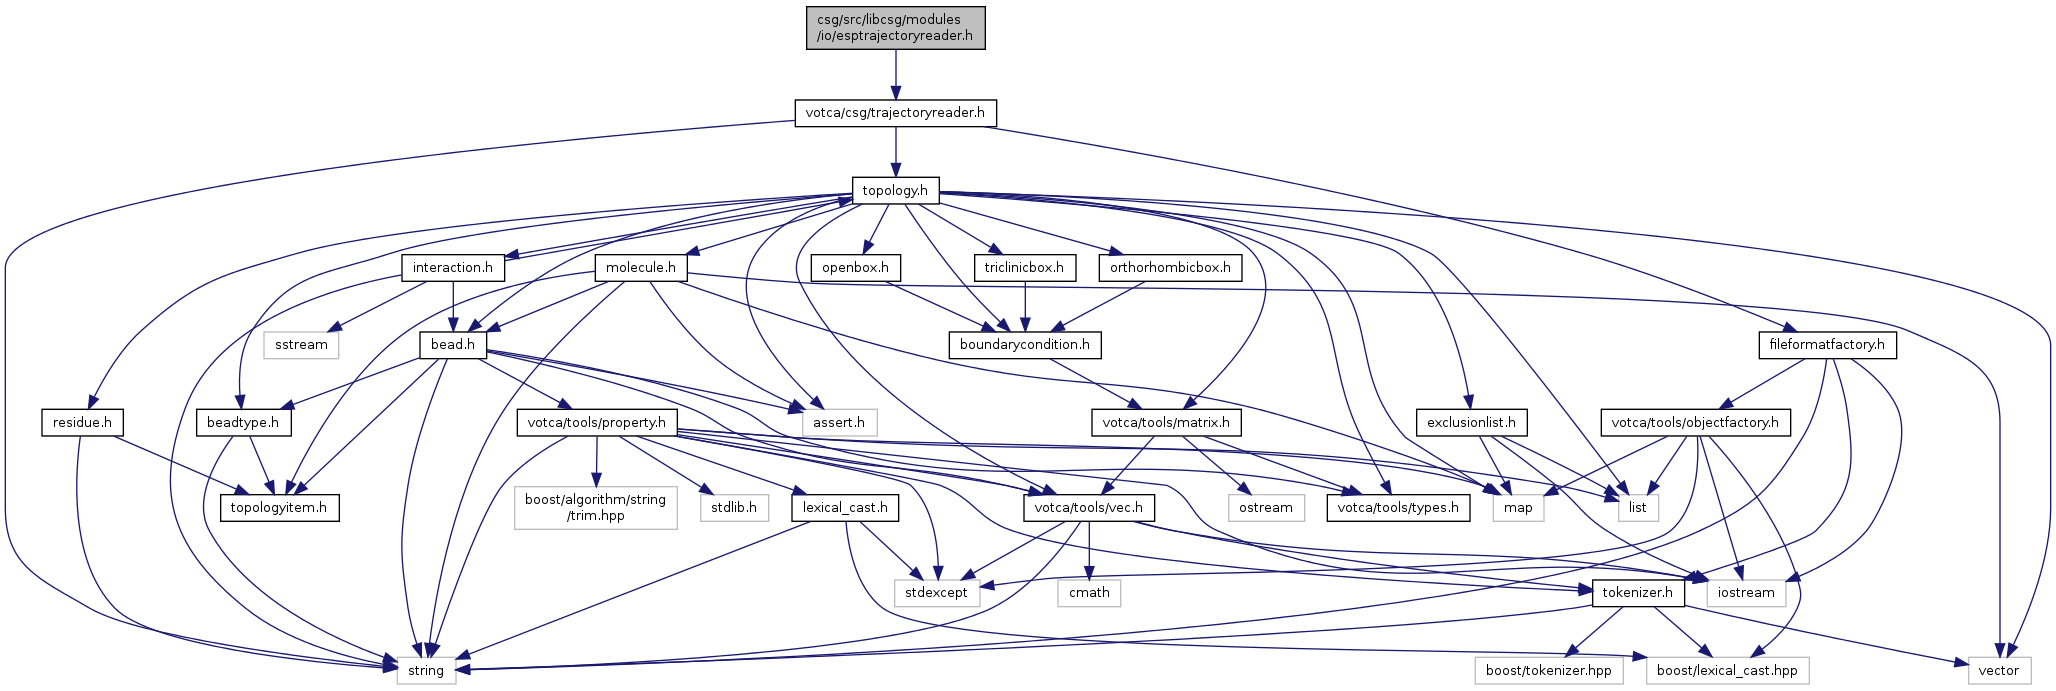 csg/src/libcsg/modules
/io/esptrajectoryreader.h
votca/csg/trajectoryreader.h
topology.h
interaction.h
molecule.h
openbox.h
triclinicbox.h
orthorhombicbox.h
sstream
bead.h
boundarycondition.h
fileformatfactory.h
residue.h
beadtype.h
votca/tools/property.h
assert.h
votca/tools/matrix.h
exclusionlist.h
votca/tools/objectfactory.h
topologyitem.h
boost/algorithm/string
/trim.hpp
stdlib.h
lexical_cast.h
votca/tools/vec.h
ostream
votca/tools/types.h
map
list
stdexcept
cmath
tokenizer.h
iostream
string
boost/tokenizer.hpp
boost/lexical_cast.hpp
vector